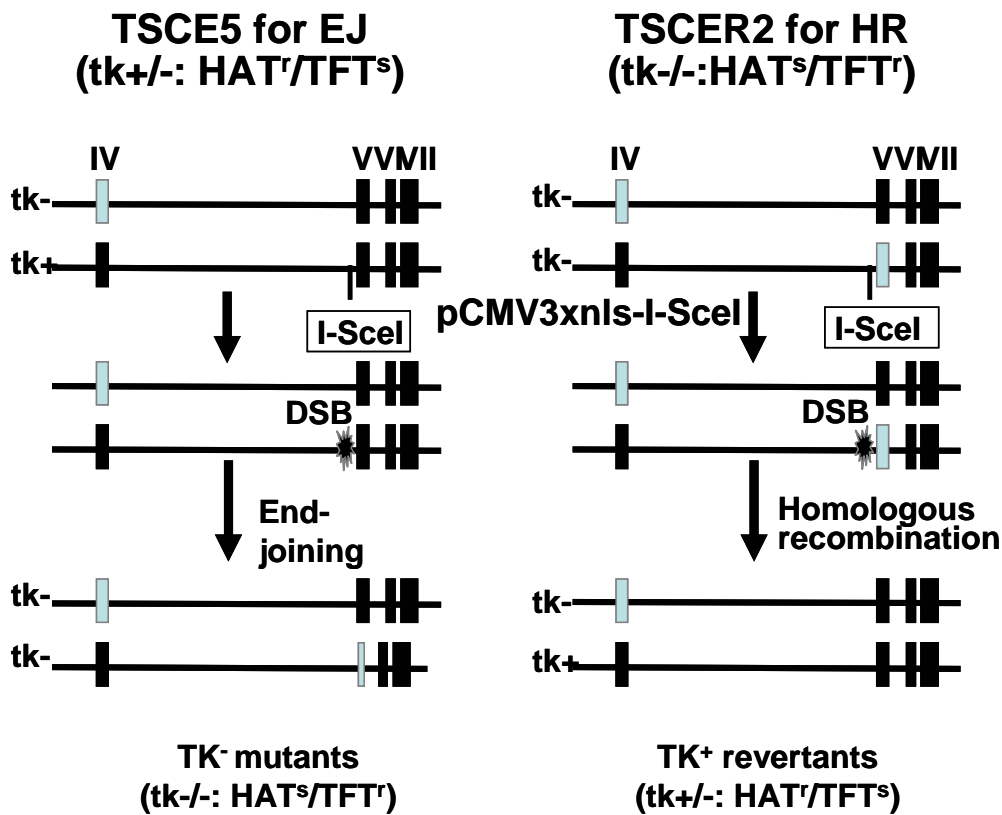 TSCE5 for EJ
(tk+/-: HATʳ/TFTˢ)
TSCER2 for HR
(tk-/-:HATˢ/TFTʳ)
IV VVIVII
tk-
tk+
I-SceI
IV VVIVII
tk-
tk-
I-SceI
pCMV3xnls-I-SceI
DSB
DSB
End-
joining
Homologous
recombination
tk-
tk-
tk-
tk+
TK⁻ mutants
(tk-/-: HATˢ/TFTʳ)
TK⁺ revertants
(tk+/-: HATʳ/TFTˢ)